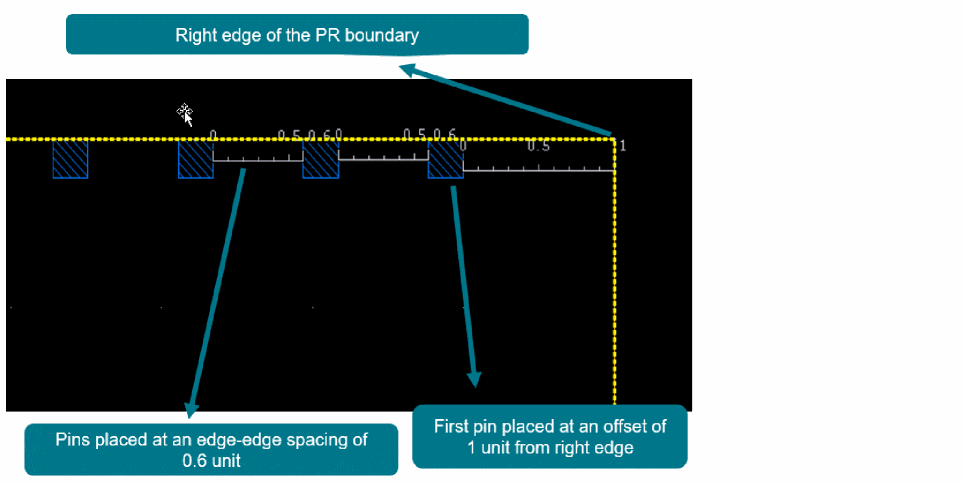 Right edge of the PR boundary
0 0.5 0.6 0 0.5 0.6
0 0.5 1
Pins placed at an edge-edge spacing of
0.6 unit
First pin placed at an offset of
1 unit from right edge